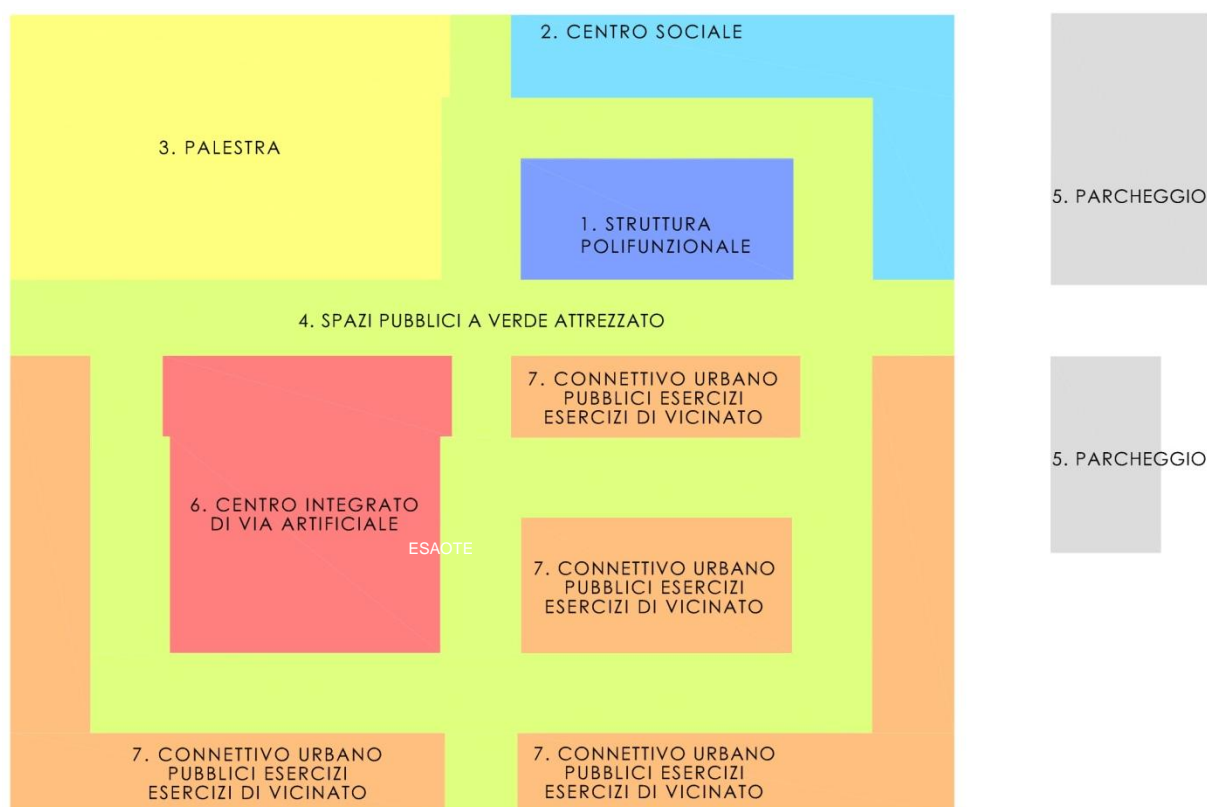 2. CENTRO SOCIALE
3. PALESTRA
5. PARCHEGGIO
1. STRUTTURA
POLIFUNZIONALE
4. SPAZI PUBBLICI A VERDE ATTREZZATO
7. CONNETTIVO URBANO
PUBBLICI ESERCIZI
ESERCIZI DI VICINATO
5. PARCHEGGIO
6. CENTRO INTEGRATO
DI VIA ARTIFICIALE
ESAOTE
7. CONNETTIVO URBANO
PUBBLICI ESERCIZI
ESERCIZI DI VICINATO
7. CONNETTIVO URBANO
PUBBLICI ESERCIZI
ESERCIZI DI VICINATO
7. CONNETTIVO URBANO
PUBBLICI ESERCIZI
ESERCIZI DI VICINATO